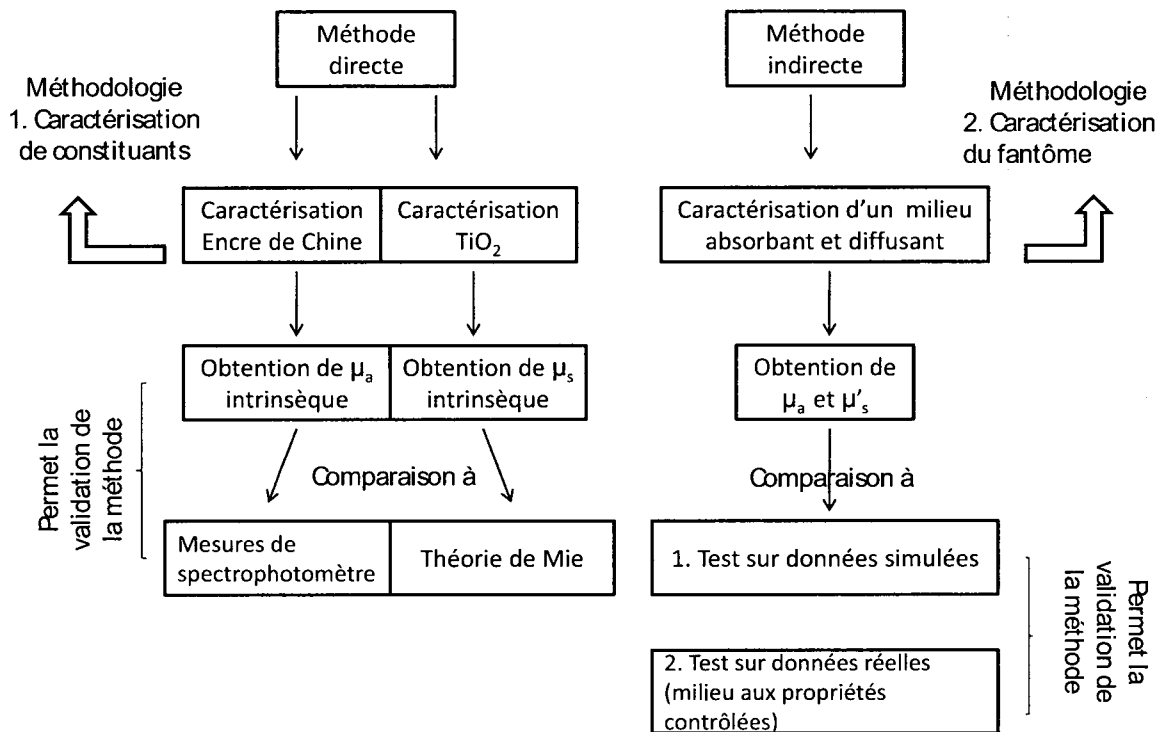 Méthode
directe
Méthode
indirecte
Méthodologie
1. Caractérisation
de constituants
Méthodologie
2. Caractérisation
du fantôme
Caractérisation
Encre de Chine
Caractérisation
TiO₂
Caractérisation d'un milieu
absorbant et diffusant
Obtention de µₐ
intrinsèque
Obtention de µₛ
intrinsèque
Obtention de
µₐ et µ'ₛ
Permet la
validation de
la méthode
Comparaison à
Comparaison à
Mesures de
spectrophotomètre
Théorie de Mie
1. Test sur données simulées
2. Test sur données réelles
(milieu aux propriétés
contrôlées)
Permet la
validation de
la méthode